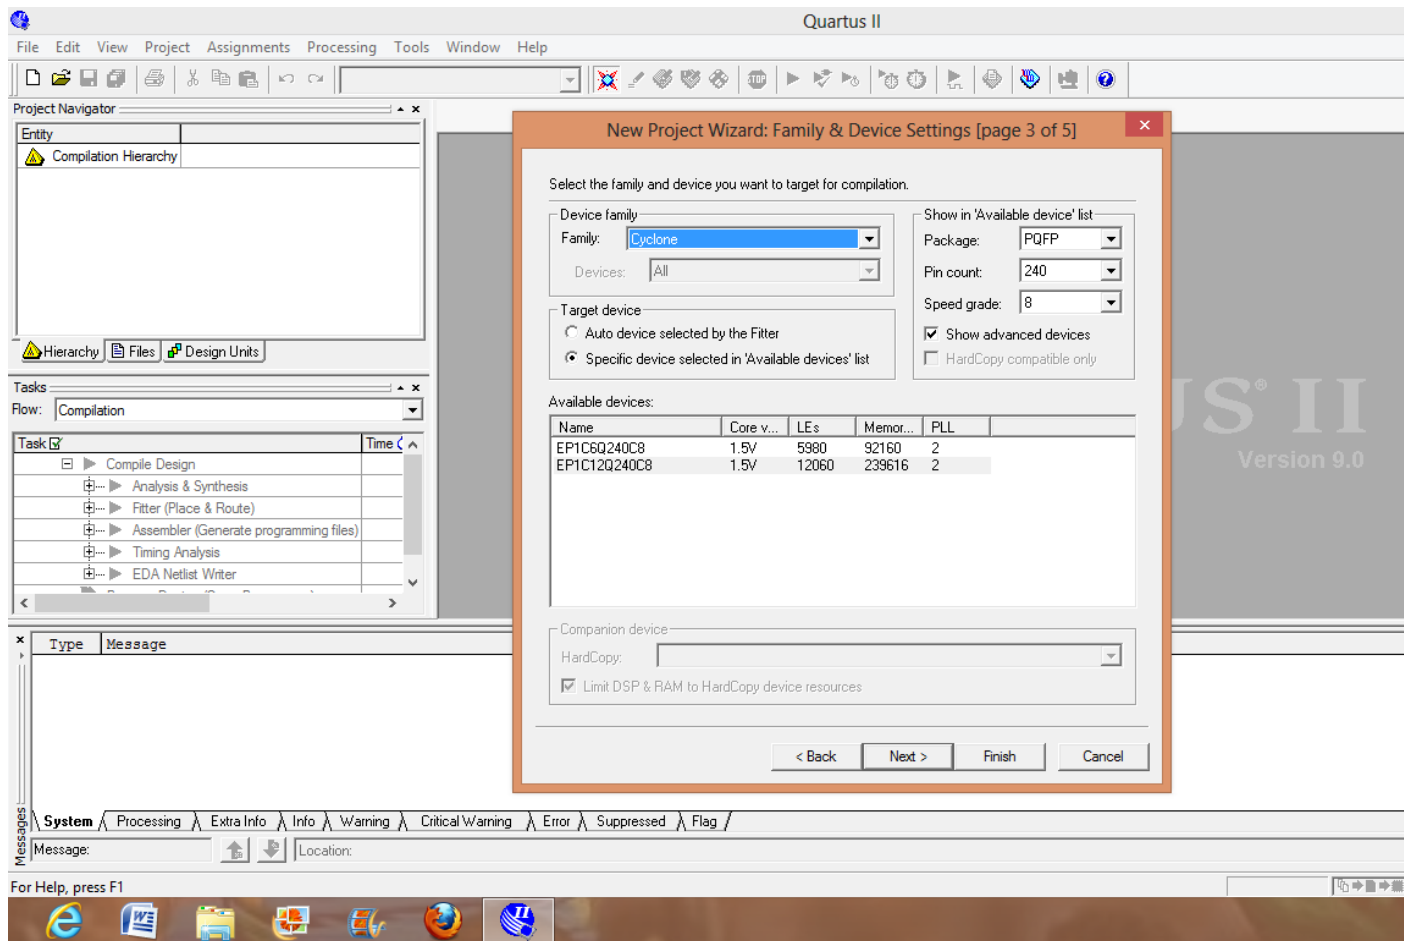 Quartus II
File Edit View Project Assignments Processing Tools Window Help
STOP
Project Navigator
Entity
Compilation Hierarchy
Hierarchy Files Design Units
Tasks
Flow: Compilation
Task Time
Compile Design
Analysis & Synthesis
Fitter (Place & Route)
Assembler (Generate programming files)
Timing Analysis
EDA Netlist Writer
New Project Wizard: Family & Device Settings [page 3 of 5]
Select the family and device you want to target for compilation.
Device family
Family: Cyclone
Devices: All
Target device
Auto device selected by the Fitter
Specific device selected in 'Available devices' list
Show in 'Available device' list
Package: PQFP
Pin count: 240
Speed grade: 8
Show advanced devices
HardCopy compatible only
Available devices:
Name Core v... LEs Memor... PLL
EP1C6Q240C8 1.5V 5980 92160 2
EP1C12Q240C8 1.5V 12060 239616 2
Companion device
HardCopy:
Limit DSP & RAM to HardCopy device resources
< Back Next > Finish Cancel
US® II
Version 9.0
Type Message
System Processing Extra Info Info Warning Critical Warning Error Suppressed Flag
Messages
Message: Location:
For Help, press F1